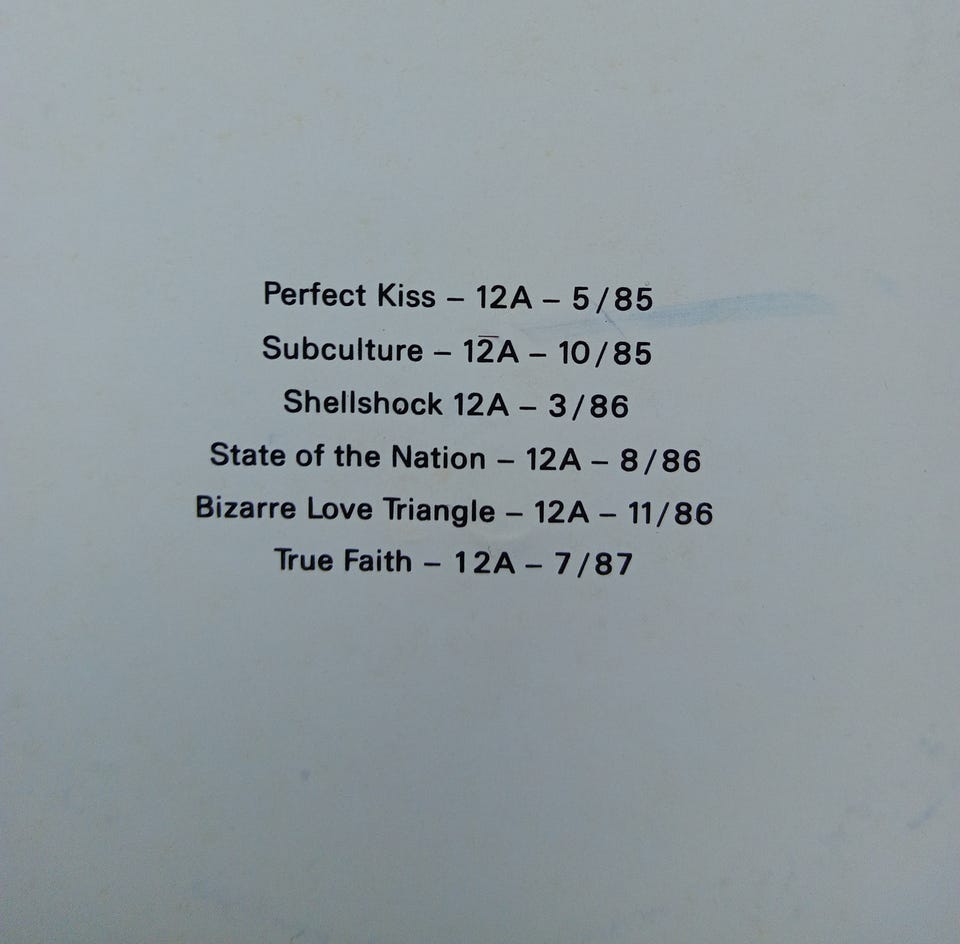 Perfect Kiss – 12A – 5/85
Subculture – 12A – 10/85
Shellshock 12A – 3/86
State of the Nation – 12A – 8/86
Bizarre Love Triangle – 12A – 11/86
True Faith – 12A – 7/87